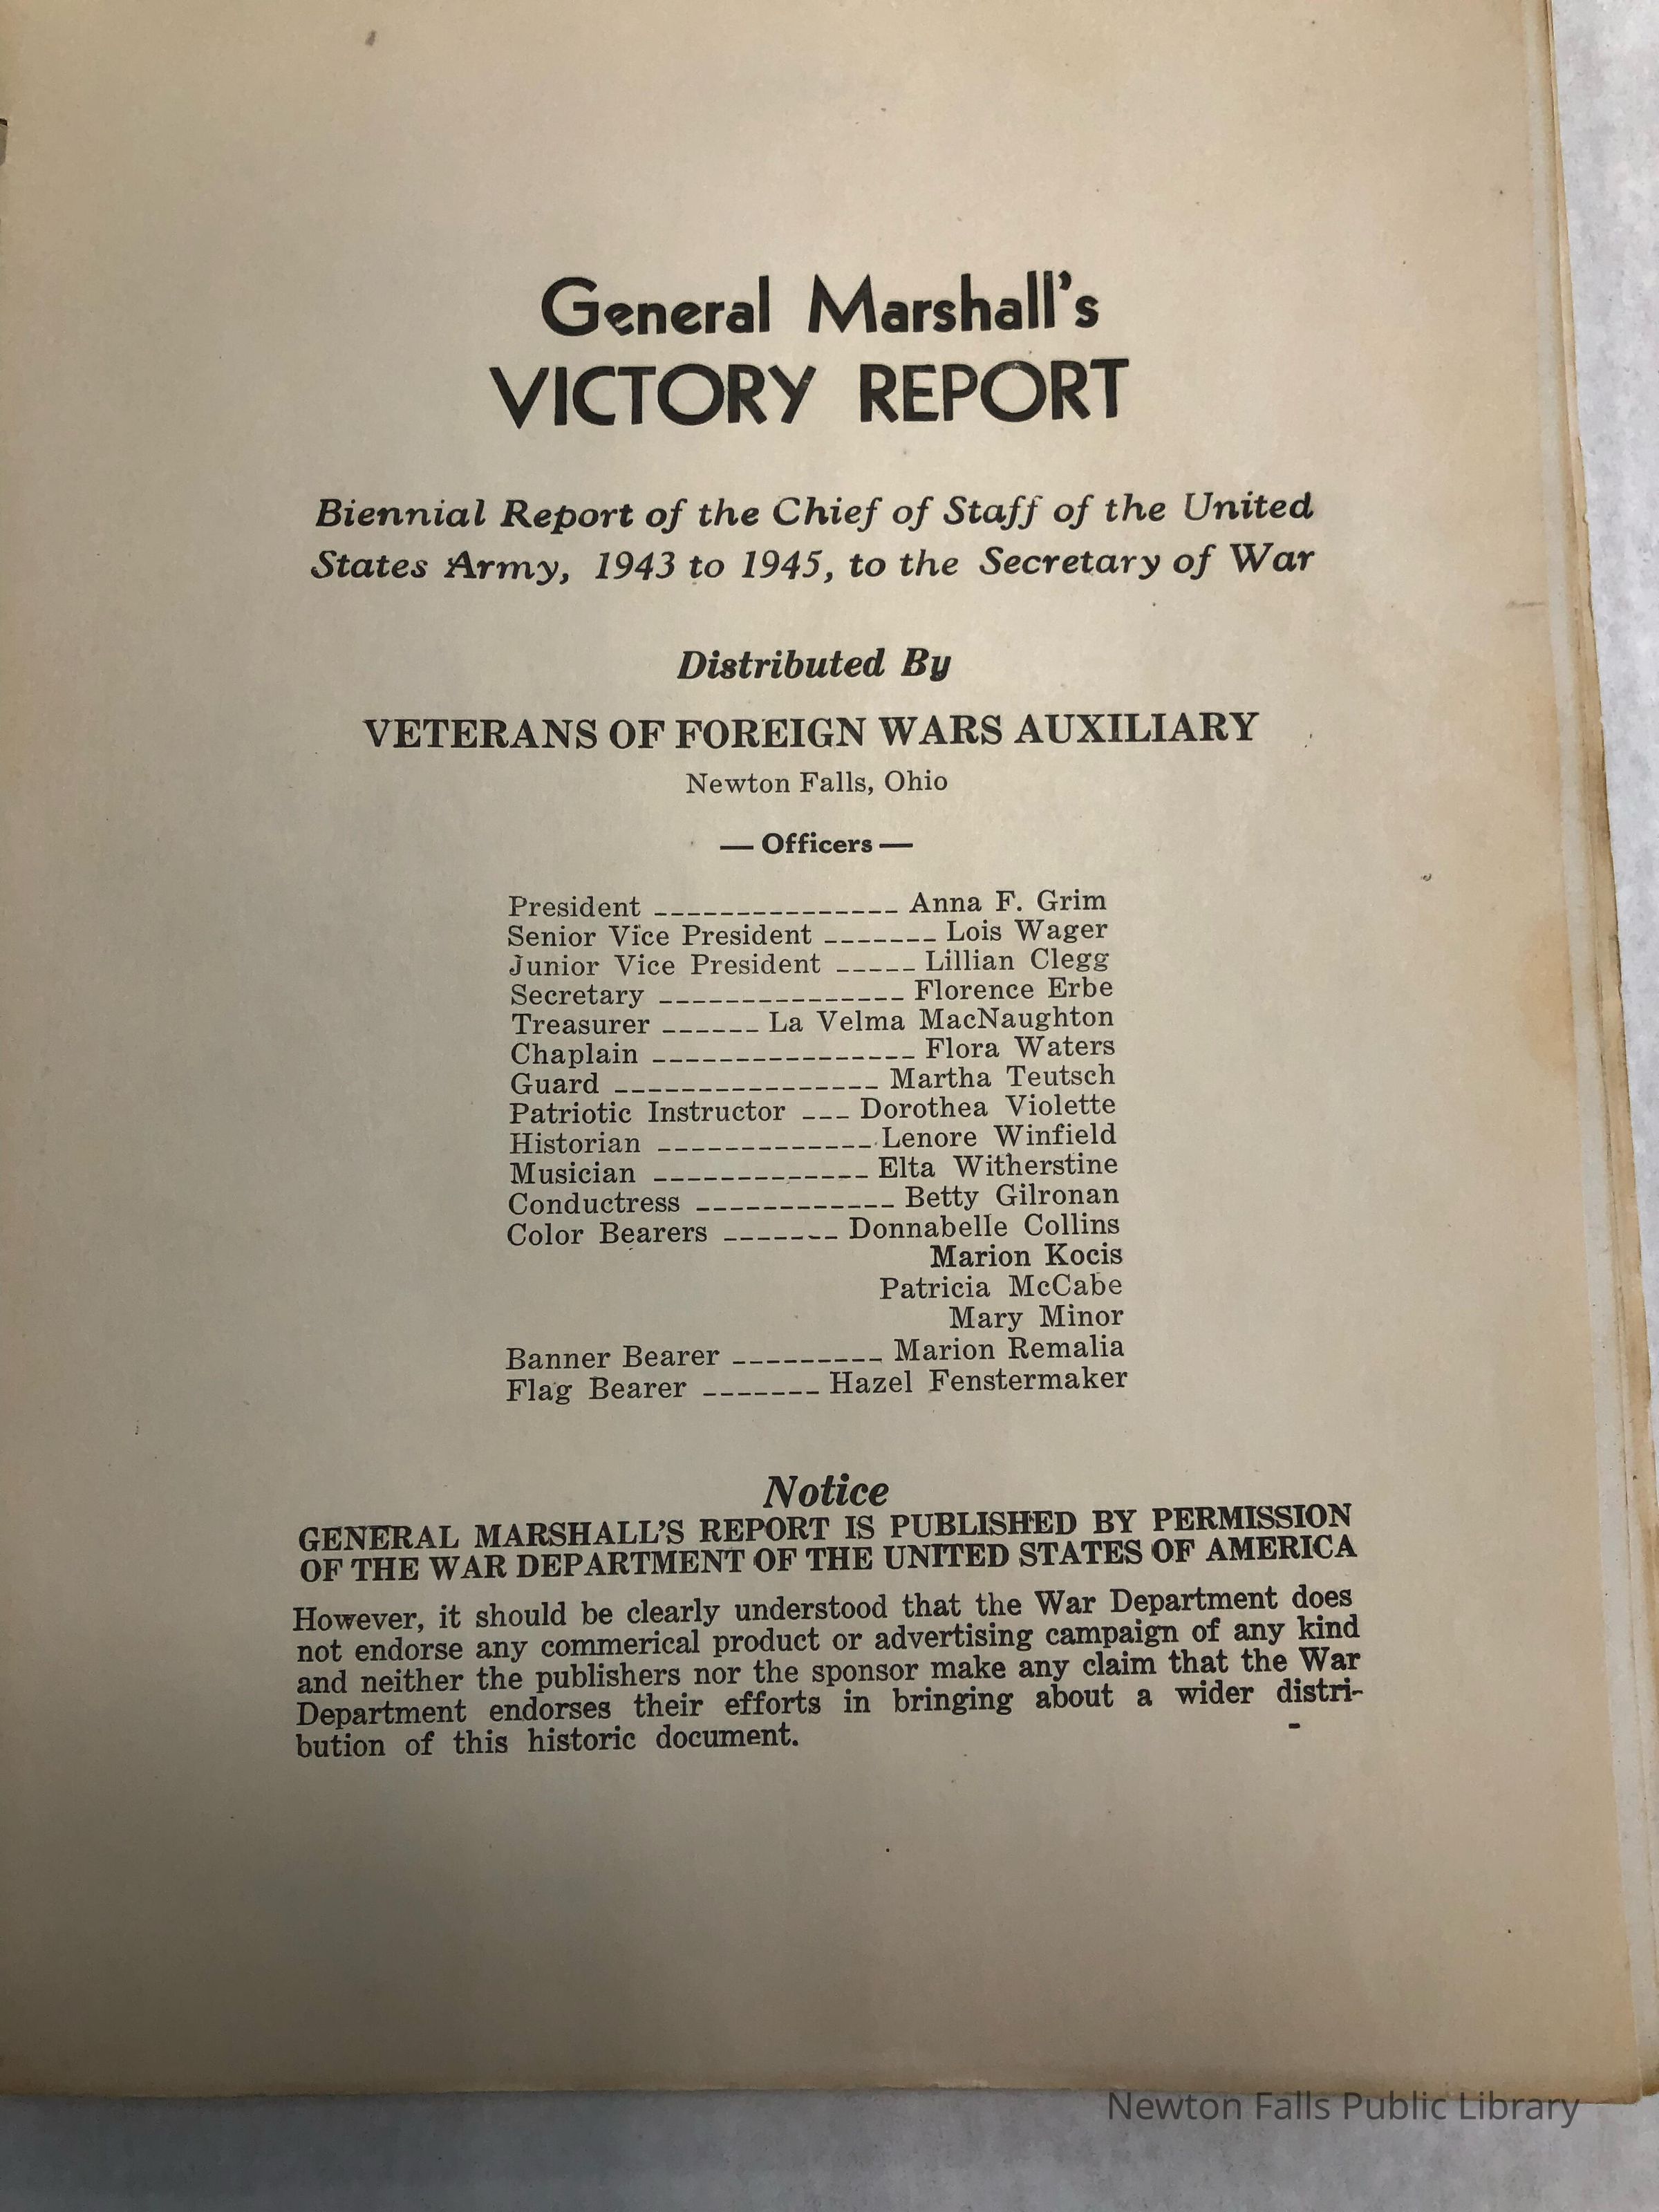 General Marshall's
VICTORY REPORT
Biennial Report of the Chief of Staff of the United
States Army, 1943 to 1945, to the Secretary of War
Distributed By
VETERANS OF FOREIGN WARS AUXILIARY
Newton Falls, Ohio
— Officers —
President _______________ Anna F. Grim
Senior Vice President _______ Lois Wager
Junior Vice President _____ Lillian Clegg
Secretary _______________ Florence Erbe
Treasurer ______ La Velma MacNaughton
Chaplain ________________ Flora Waters
Guard ________________ Martha Teutsch
Patriotic Instructor ___ Dorothea Violette
Historian _____________ Lenore Winfield
Musician _____________ Elta Witherstine
Conductress ____________ Betty Gilronan
Color Bearers _______ Donnabelle Collins
Marion Kocis
Patricia McCabe
Mary Minor
Banner Bearer _________ Marion Remalia
Flag Bearer _______ Hazel Fenstermaker
Notice
GENERAL MARSHALL'S REPORT IS PUBLISHED BY PERMISSION
OF THE WAR DEPARTMENT OF THE UNITED STATES OF AMERICA
However, it should be clearly understood that the War Department does
not endorse any commerical product or advertising campaign of any kind
and neither the publishers nor the sponsor make any claim that the War
Department endorses their efforts in bringing about a wider distri-
bution of this historic document.
Newton Falls Public Library